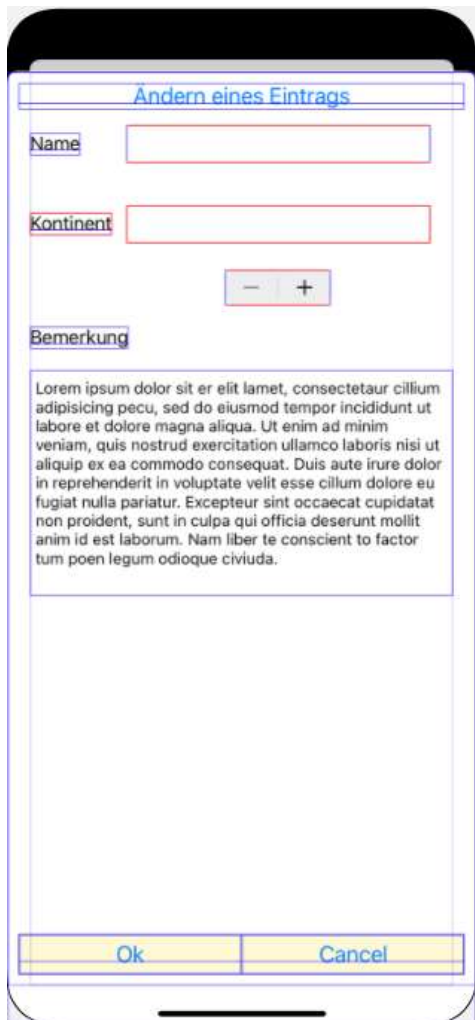 Ändern eines Eintrags
Name
Kontinent
− +
Bemerkung
Lorem ipsum dolor sit er elit lamet, consectetaur cillium
adipisicing pecu, sed do eiusmod tempor incididunt ut
labore et dolore magna aliqua. Ut enim ad minim
veniam, quis nostrud exercitation ullamco laboris nisi ut
aliquip ex ea commodo consequat. Duis aute irure dolor
in reprehenderit in voluptate velit esse cillum dolore eu
fugiat nulla pariatur. Excepteur sint occaecat cupidatat
non proident, sunt in culpa qui officia deserunt mollit
anim id est laborum. Nam liber te conscient to factor
tum poen legum odioque civiuda.
Ok Cancel